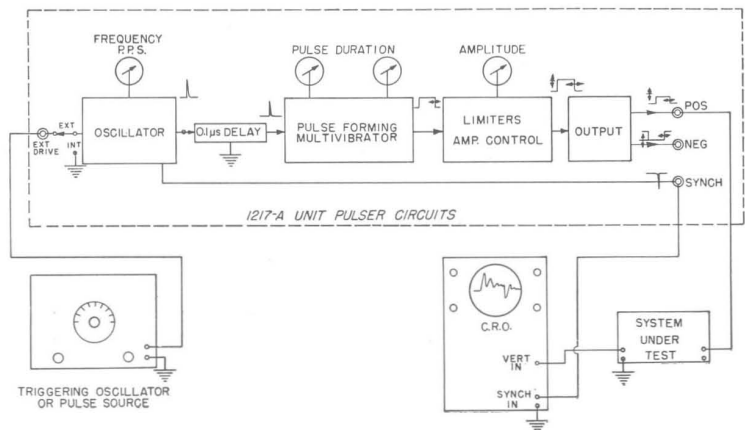 FREQUENCY
P.P.S.
PULSE DURATION
AMPLITUDE
EXT
EXT
DRIVE
INT
OSCILLATOR
0.1µs DELAY
PULSE FORMING
MULTIVIBRATOR
LIMITERS
AMP. CONTROL
OUTPUT
POS
NEG
SYNCH
1217-A UNIT PULSER CIRCUITS
C.R.O.
VERT
IN
SYNCH
IN
SYSTEM
UNDER
TEST
TRIGGERING OSCILLATOR
OR PULSE SOURCE